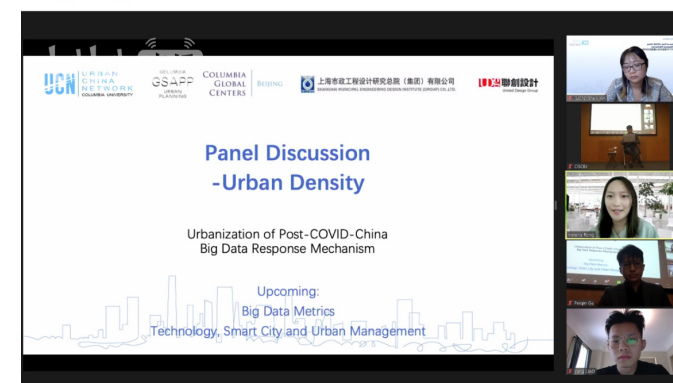 UCN
URBAN
CHINA
NETWORK
COLUMBIA UNIVERSITY
COLUMBIA
GSAPP
URBAN
PLANNING
COLUMBIA
GLOBAL
CENTERS
BEIJING
上海市政工程设计研究总院（集团）有限公司
SHANGHAI MUNICIPAL ENGINEERING DESIGN INSTITUTE (GROUP) CO.,LTD.
聯創設計
United Design Group
Panel Discussion
-Urban Density
Urbanization of Post-COVID-China
Big Data Response Mechanism
Upcoming:
Big Data Metrics
Technology, Smart City and Urban Management